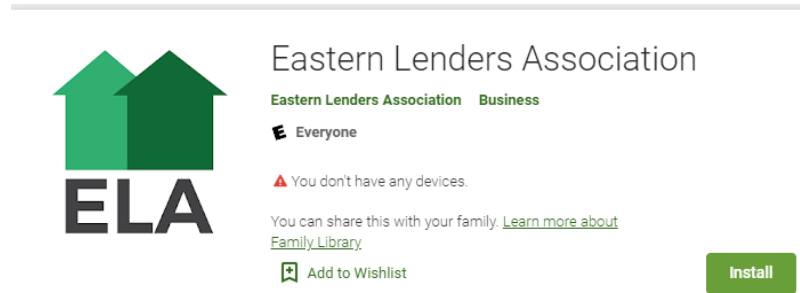 Eastern Lenders Association
Eastern Lenders Association Business
E Everyone
You don't have any devices.
You can share this with your family. Learn more about
Family Library
Add to Wishlist
Install
ELA